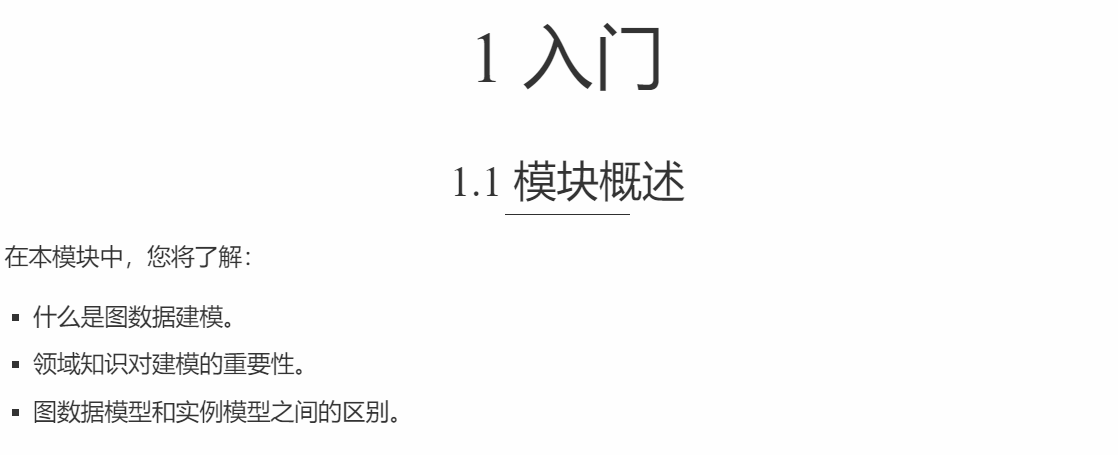 1 入门
1.1 模块概述
在本模块中，您将了解：
▪ 什么是图数据建模。
▪ 领域知识对建模的重要性。
▪ 图数据模型和实例模型之间的区别。